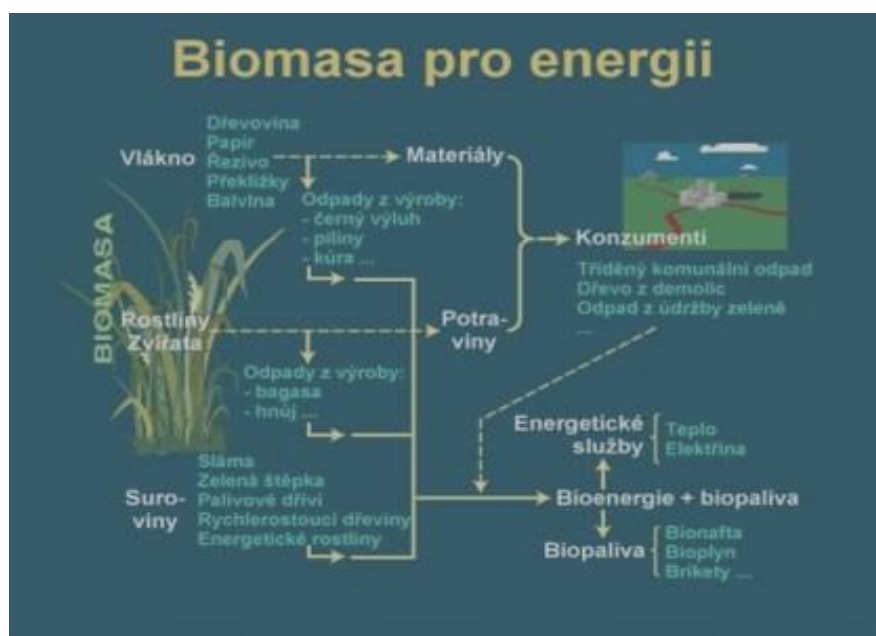 Biomasa pro energii
BIOMASA
Vlákno
Dřevovina
Papír
Řezivo
Překližky
Balvlna
Materiály
Odpady z výroby:
- černý výluh
- piliny
- kůra ...
Konzumenti
Tříděný komunální odpad
Dřevo z demolic
Odpad z údržby zeleně
...
Rostliny
Zvířata
Potra-
viny
Odpady z výroby:
- bagasa
- hnůj ...
Suro-
viny
Sláma
Zelená štěpka
Palivové dříví
Rychlerostoucí dřeviny
Energetické rostliny
Energetické
služby
Teplo
Elektřina
Bioenergie + biopaliva
Biopaliva
Bionafta
Bioplyn
Brikety ...